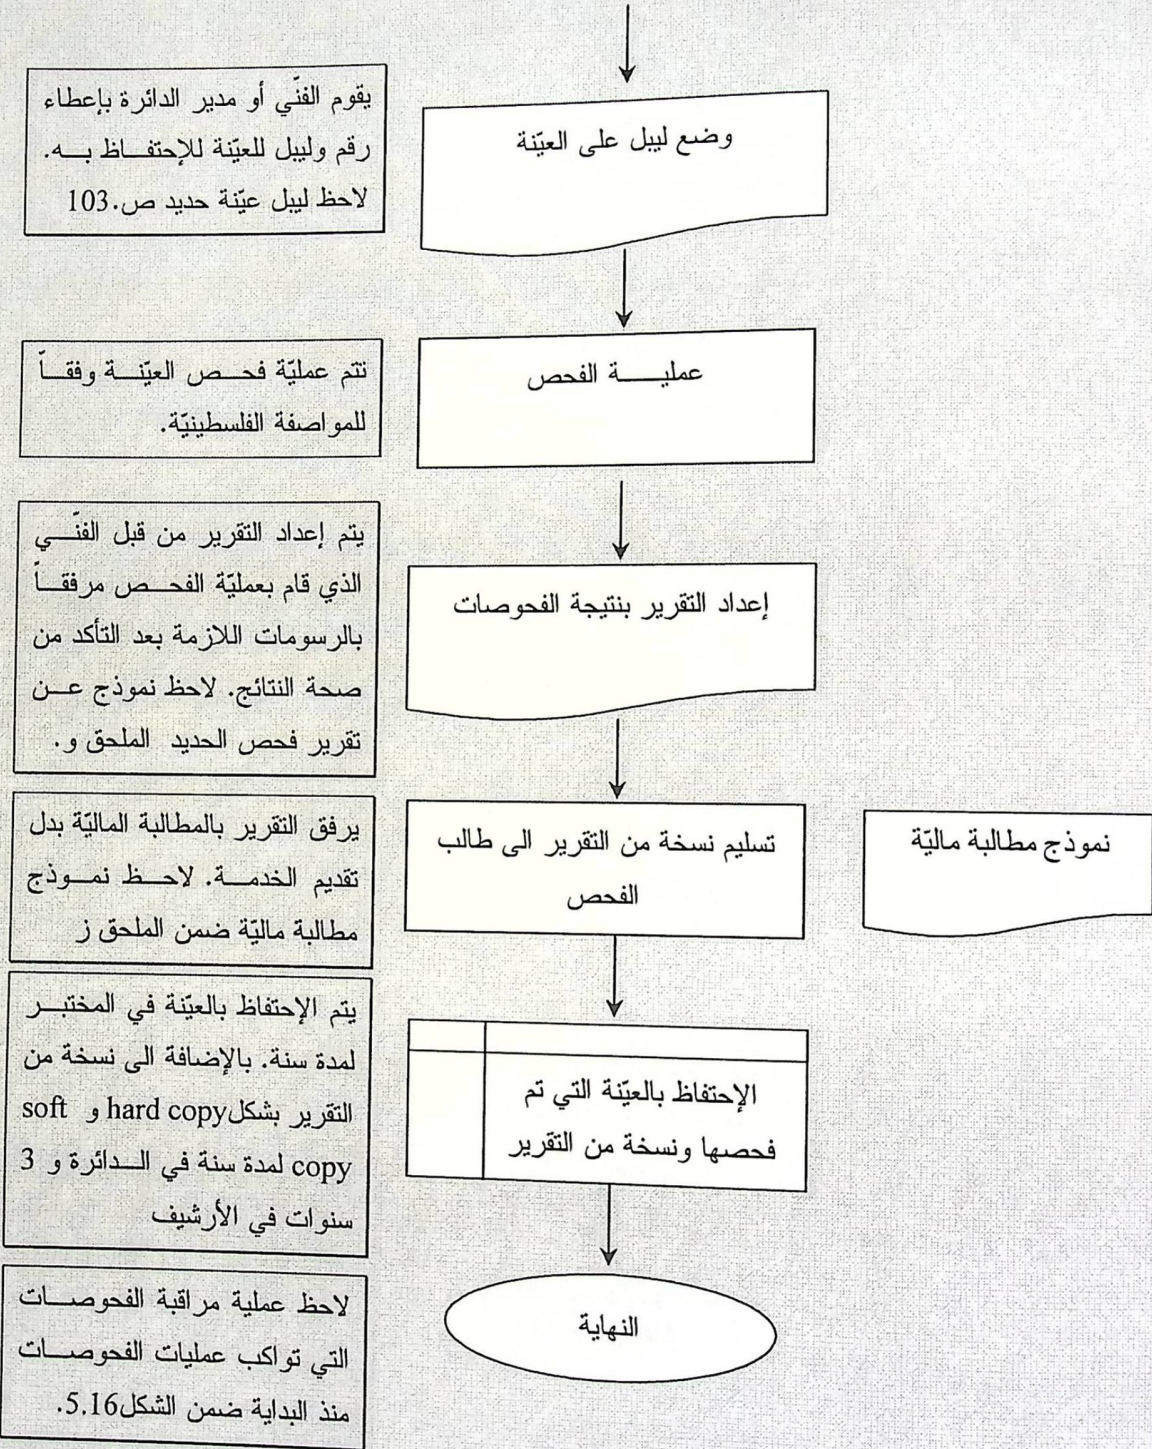 وضع ليبل على العيّنة
يقوم الفنّي أو مدير الدائرة بإعطاء
رقم وليبل للعيّنة للإحتفاظ به.
لاحظ ليبل عيّنة حديد ص.103
عملية الفحص
تتم عمليّة فحص العيّنة وفقاً
للمواصفة الفلسطينيّة.
إعداد التقرير بنتيجة الفحوصات
يتم إعداد التقرير من قبل الفنّي
الذي قام بعمليّة الفحص مرفقاً
بالرسومات اللازمة بعد التأكد من
صحة النتائج. لاحظ نموذج عن
تقرير فحص الحديد الملحق و.
نموذج مطالبة ماليّة
تسليم نسخة من التقرير الى طالب
الفحص
يرفق التقرير بالمطالبة الماليّة بدل
تقديم الخدمة. لاحظ نموذج
مطالبة ماليّة ضمن الملحق ز
الإحتفاظ بالعيّنة التي تم
فحصها ونسخة من التقرير
يتم الإحتفاظ بالعيّنة في المختبر
لمدة سنة. بالإضافة الى نسخة من
التقرير بشكل hard copy و soft
copy لمدة سنة في الدائرة و 3
سنوات في الأرشيف
النهاية
لاحظ عملية مراقبة الفحوصات
التي تواكب عمليات الفحوصات
منذ البداية ضمن الشكل5.16.